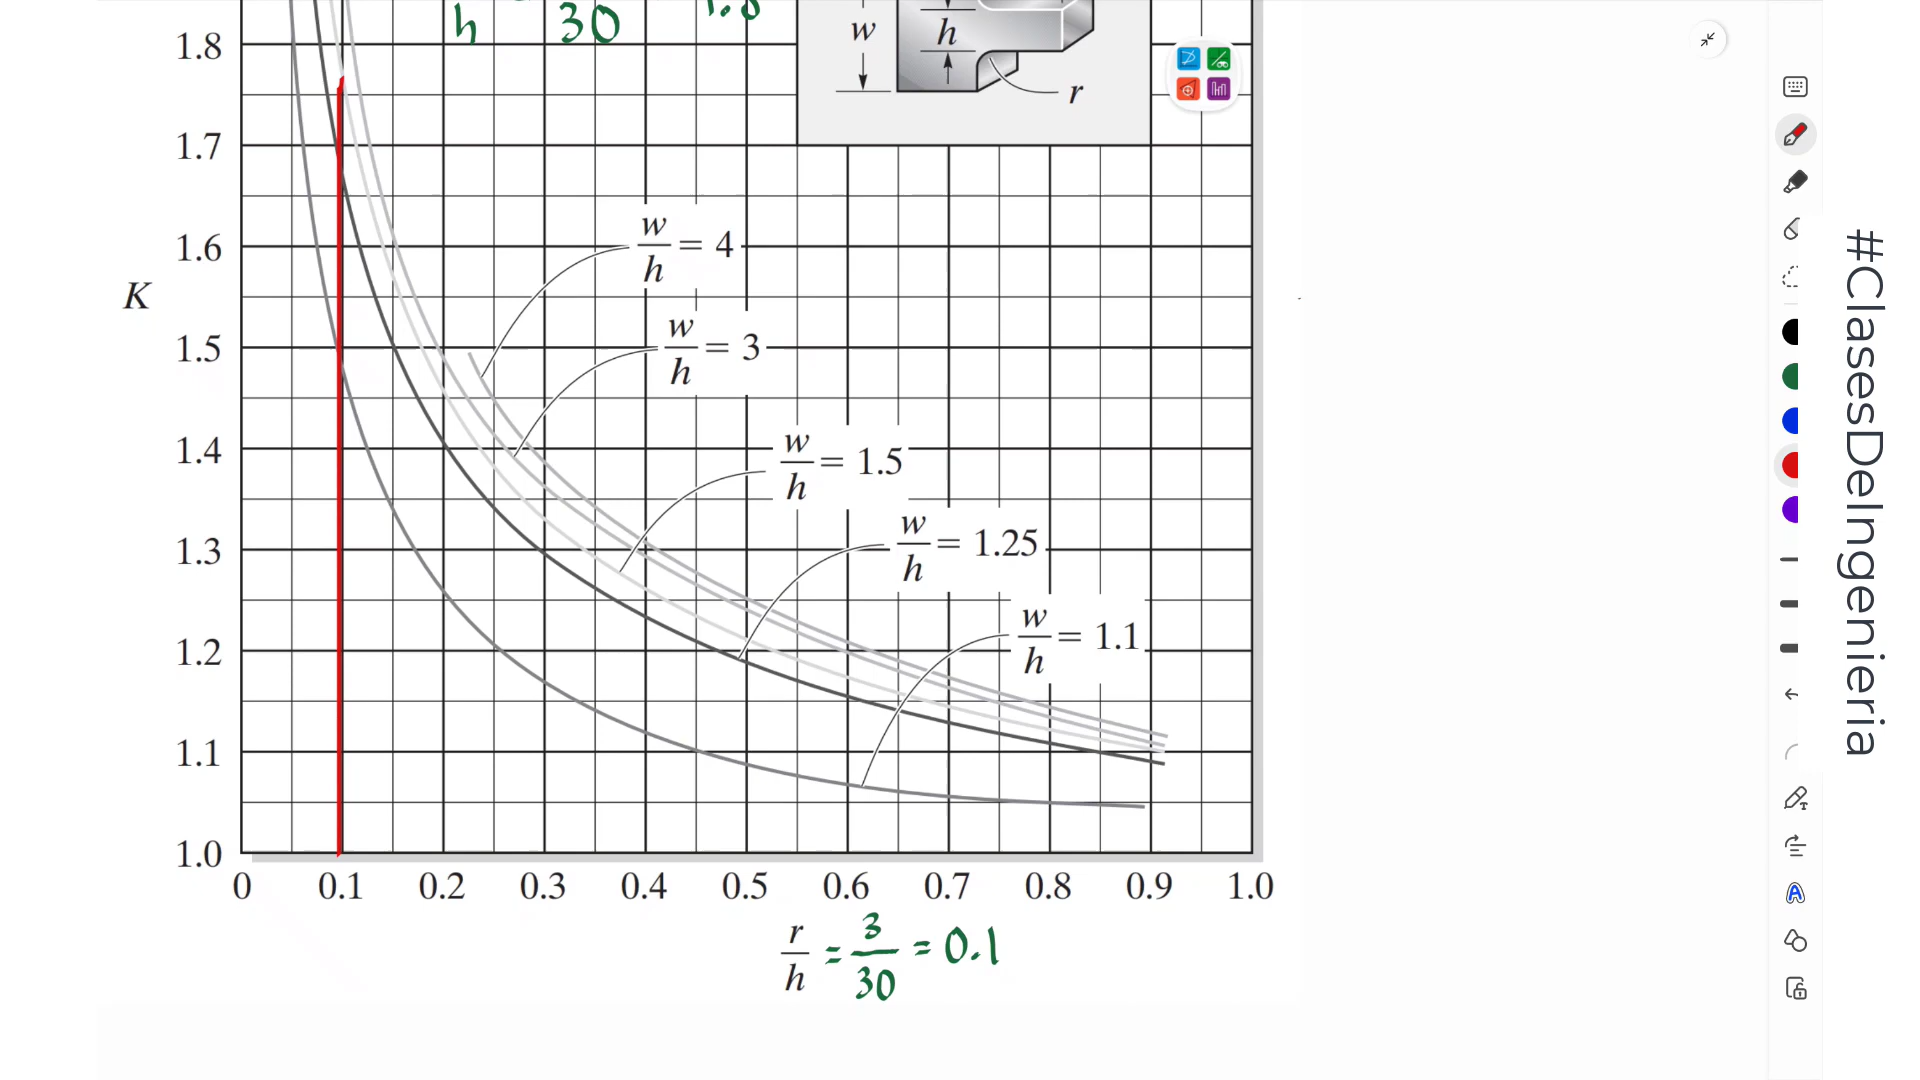 h
30
1.8
w
h
r
1.8
1.7
1.6
1.5
1.4
1.3
1.2
1.1
1.0
K
w/h = 4
w/h = 3
w/h = 1.5
w/h = 1.25
w/h = 1.1
0 0.1 0.2 0.3 0.4 0.5 0.6 0.7 0.8 0.9 1.0
r/h = 3/30 = 0.1
#ClasesDeIngenieria